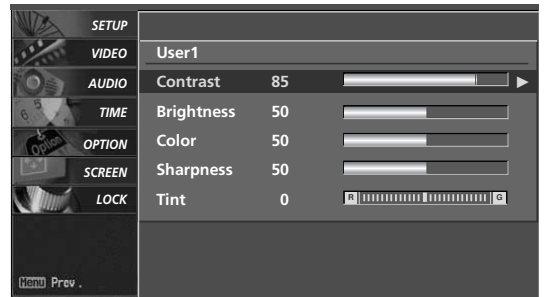 SETUP
VIDEO
AUDIO
TIME
OPTION
SCREEN
LOCK
Menu Prev.
User1
Contrast 85
Brightness 50
Color 50
Sharpness 50
Tint 0 R G